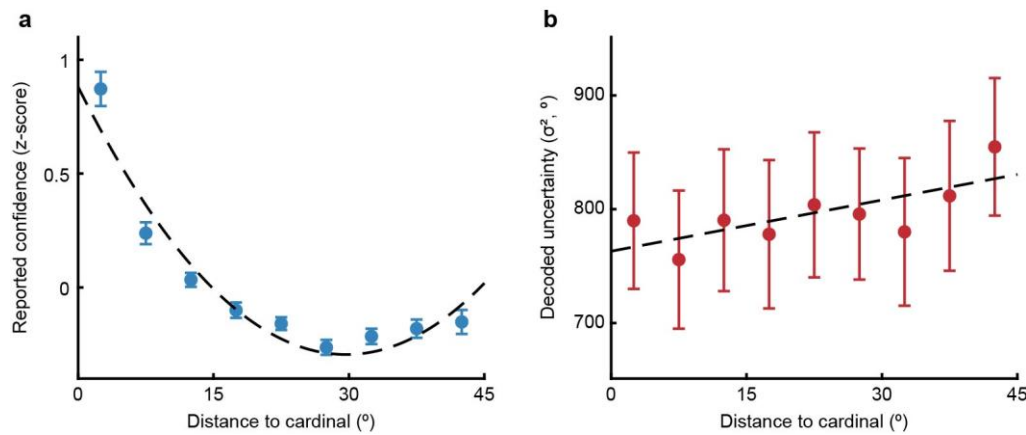 a
Reported confidence (z-score)
1
0.5
0
0 15 30 45
Distance to cardinal (º)
b
Decoded uncertainty (σ², º)
900
800
700
0 15 30 45
Distance to cardinal (º)